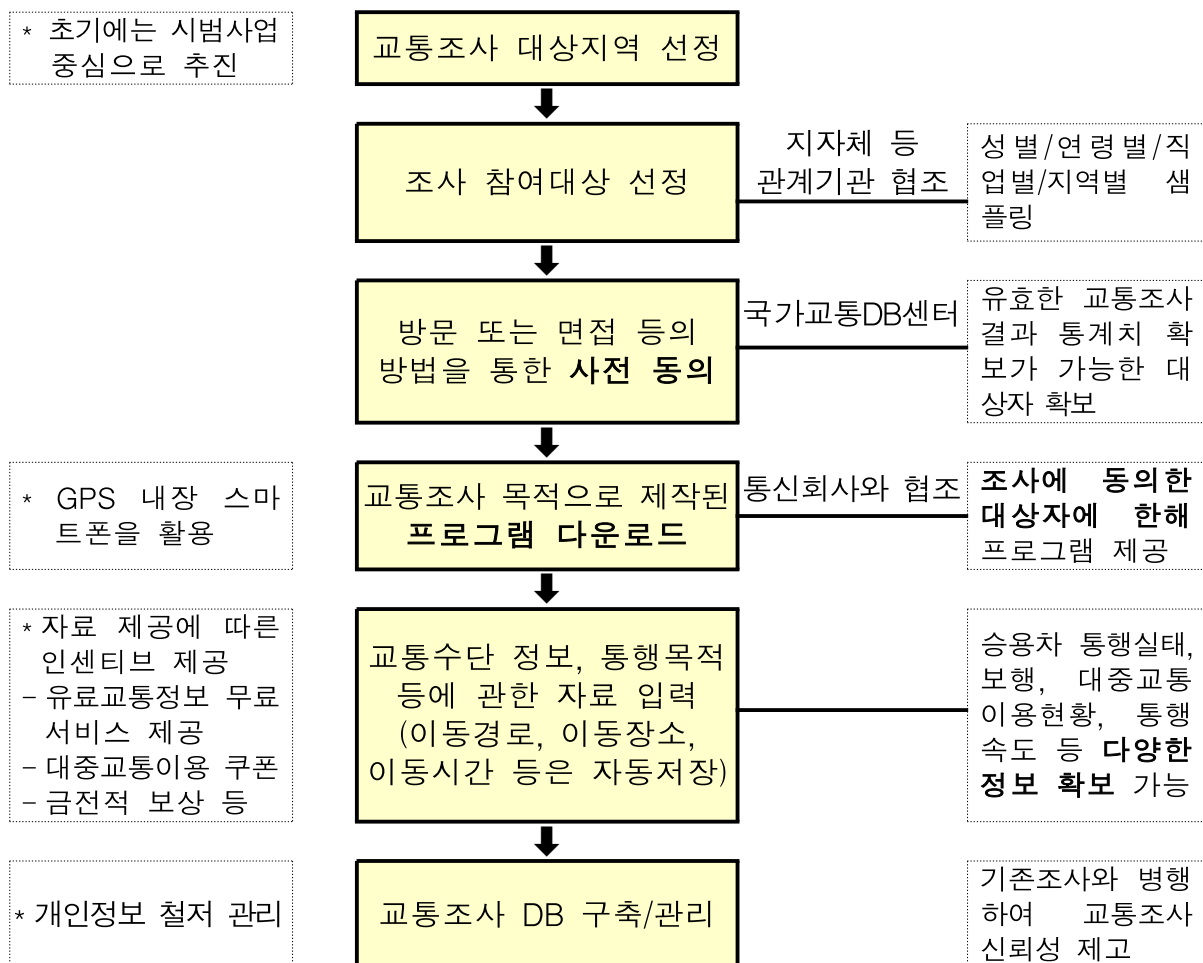 * 초기에는 시범사업
중심으로 추진
교통조사 대상지역 선정
조사 참여대상 선정
지자체 등
관계기관 협조
성별/연령별/직
업별/지역별 샘
플링
방문 또는 면접 등의
방법을 통한 사전 동의
국가교통DB센터
유효한 교통조사
결과 통계치 확
보가 가능한 대
상자 확보
* GPS 내장 스마
트폰을 활용
교통조사 목적으로 제작된
프로그램 다운로드
통신회사와 협조
조사에 동의한
대상자에 한해
프로그램 제공
* 자료 제공에 따른
인센티브 제공
- 유료교통정보 무료
서비스 제공
- 대중교통이용 쿠폰
- 금전적 보상 등
교통수단 정보, 통행목적
등에 관한 자료 입력
(이동경로, 이동장소,
이동시간 등은 자동저장)
승용차 통행실태,
보행, 대중교통
이용현황, 통행
속도 등 다양한
정보 확보 가능
* 개인정보 철저 관리
교통조사 DB 구축/관리
기존조사와 병행
하여 교통조사
신뢰성 제고